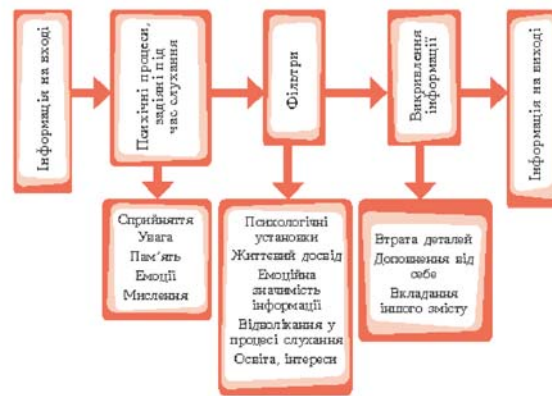 Інформація на вході
Психічні процеси,
задіяні під
час слухання
Фільтри
Викривлення
інформації
Інформація на виході
Сприйняття
Увага
Пам'ять
Емоції
Мислення
Психологічні
установки
Життєвий досвід
Емоційна
значимість
інформації
Відволікання у
процесі слухання
Освіта, інтереси
Втрата деталей
Доповнення від
себе
Вкладання
іншого змісту